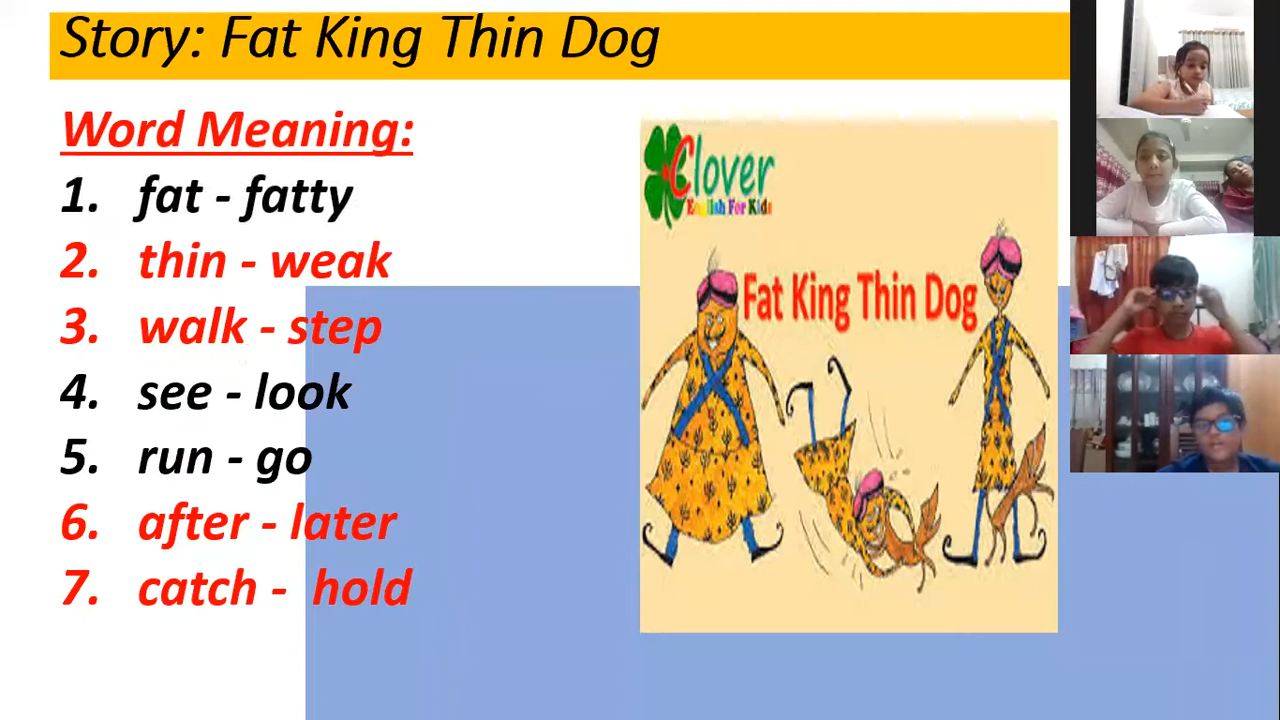 Story: Fat King Thin Dog
Word Meaning:
1. fat - fatty
2. thin - weak
3. walk - step
4. see - look
5. run - go
6. after - later
7. catch - hold
Clover
English For Kids
Fat King Thin Dog